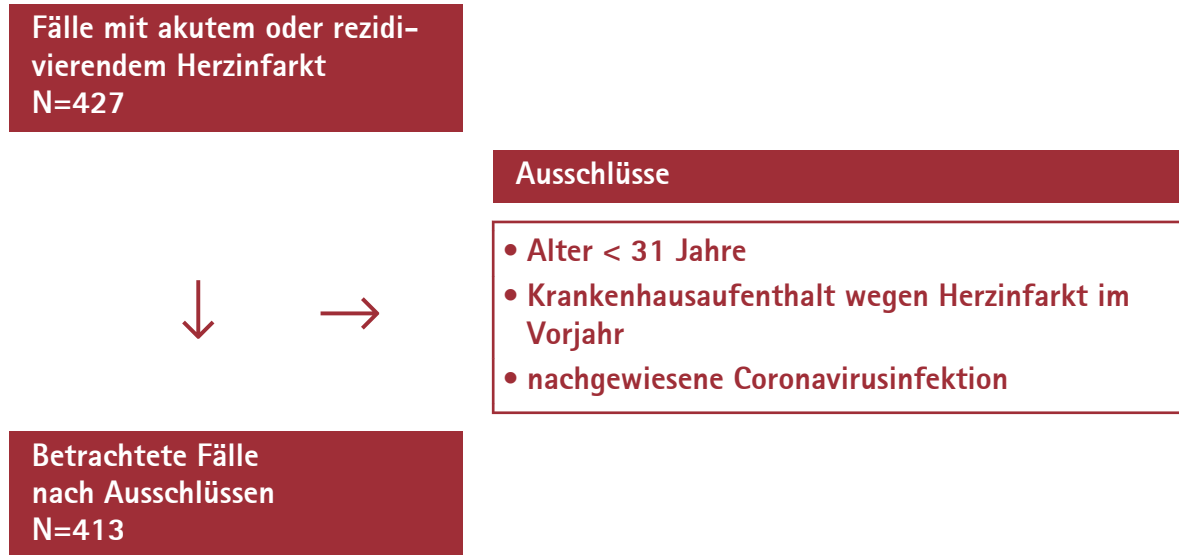 Fälle mit akutem oder rezidi-
vierendem Herzinfarkt
N=427
Ausschlüsse
• Alter < 31 Jahre
• Krankenhausaufenthalt wegen Herzinfarkt im
Vorjahr
• nachgewiesene Coronavirusinfektion
Betrachtete Fälle
nach Ausschlüssen
N=413